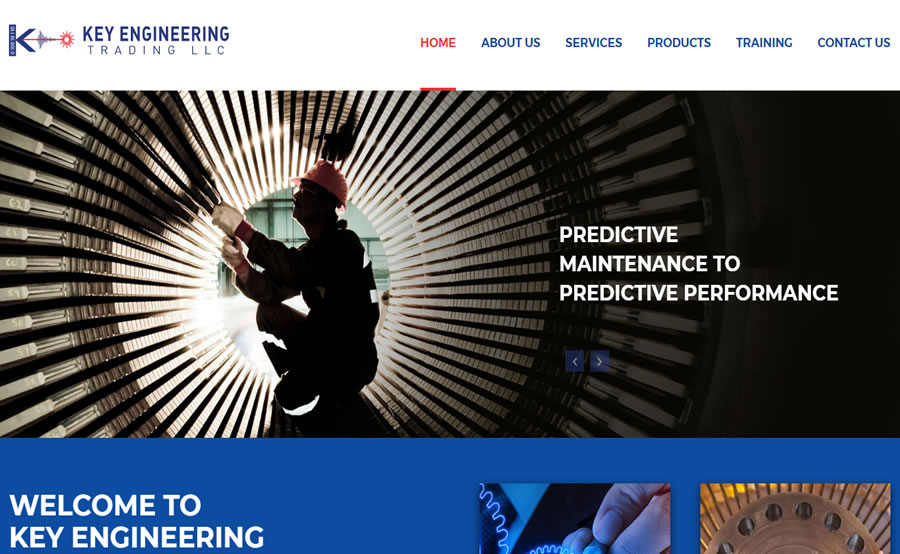 KEY ENGINEERING
TRADING LLC
HOME ABOUT US SERVICES PRODUCTS TRAINING CONTACT US
PREDICTIVE
MAINTENANCE TO
PREDICTIVE PERFORMANCE
WELCOME TO
KEY ENGINEERING